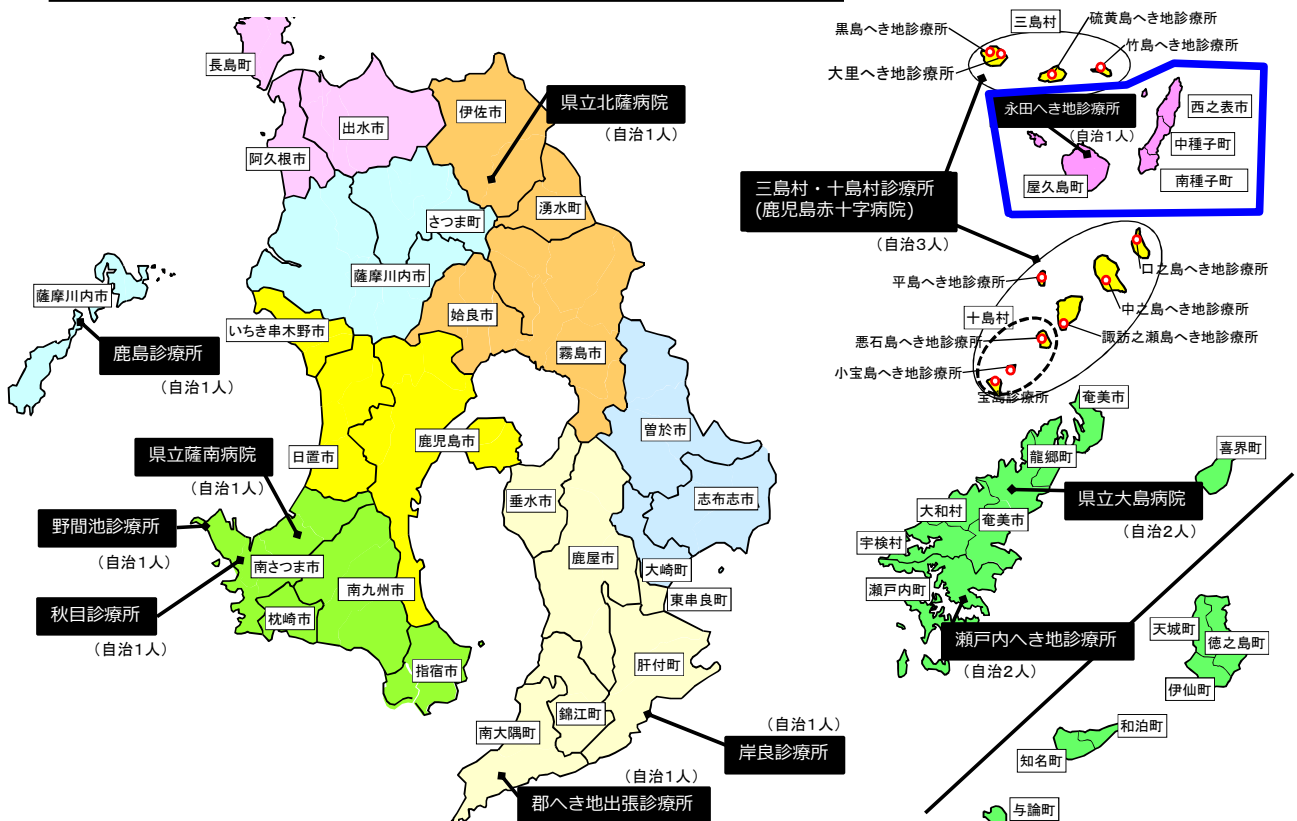 長島町
出水市
阿久根市
伊佐市
県立北薩病院
(自治1人)
湧水町
さつま町
薩摩川内市
薩摩川内市
鹿島診療所
(自治1人)
いちき串木野市
姶良市
霧島市
日置市
鹿児島市
曽於市
志布志市
大崎町
東串良町
垂水市
鹿屋市
県立薩南病院
(自治1人)
野間池診療所
(自治1人)
秋目診療所
(自治1人)
南さつま市
南九州市
枕崎市
指宿市
肝付町
錦江町
南大隅町
(自治1人)
岸良診療所
(自治1人)
郡へき地出張診療所
三島村
黒島へき地診療所
硫黄島へき地診療所
竹島へき地診療所
大里へき地診療所
永田へき地診療所
(自治1人)
西之表市
中種子町
南種子町
屋久島町
三島村・十島村診療所
(鹿児島赤十字病院)
(自治3人)
口之島へき地診療所
平島へき地診療所
中之島へき地診療所
十島村
諏訪之瀬島へき地診療所
悪石島へき地診療所
小宝島へき地診療所
宝島診療所
奄美市
龍郷町
喜界町
県立大島病院
(自治2人)
大和村
奄美市
宇検村
瀬戸内町
瀬戸内へき地診療所
(自治2人)
天城町
徳之島町
伊仙町
和泊町
知名町
与論町